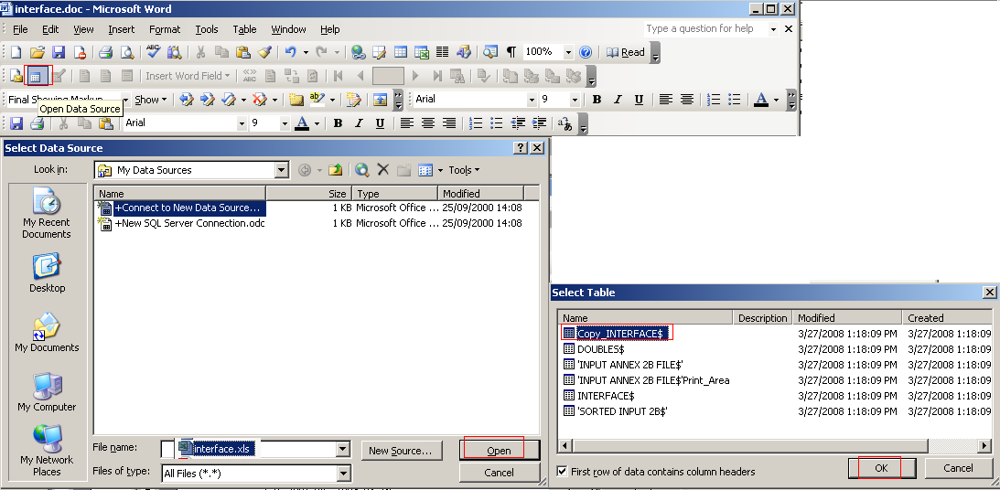 interface.doc - Microsoft Word
File Edit View Insert Format Tools Table Window Help Type a question for help
100% Read
Insert Word Field
Final Showing Markup Show Arial 9 B I U A
Open Data Source
Arial 9 A B I U
Select Data Source
Look in: My Data Sources Tools
Name Size Type Modified
+Connect to New Data Source... 1 KB Microsoft Office ... 25/09/2000 14:08
+New SQL Server Connection.odc 1 KB Microsoft Office ... 25/09/2000 14:08
My Recent
Documents
Desktop
My Documents
My Computer
My Network
Places
File name: interface.xls New Source... Open
Files of type: All Files (*.*) Cancel
Select Table
Name Description Modified Created
Copy_INTERFACE$ 3/27/2008 1:18:09 PM 3/27/2008 1:18:09
DOUBLES$ 3/27/2008 1:18:09 PM 3/27/2008 1:18:09
'INPUT ANNEX 2B FILE$' 3/27/2008 1:18:09 PM 3/27/2008 1:18:09
'INPUT ANNEX 2B FILE$'Print_Area 3/27/2008 1:18:09 PM 3/27/2008 1:18:09
INTERFACE$ 3/27/2008 1:18:09 PM 3/27/2008 1:18:09
'SORTED INPUT 2B$' 3/27/2008 1:18:09 PM 3/27/2008 1:18:09
First row of data contains column headers OK Cancel